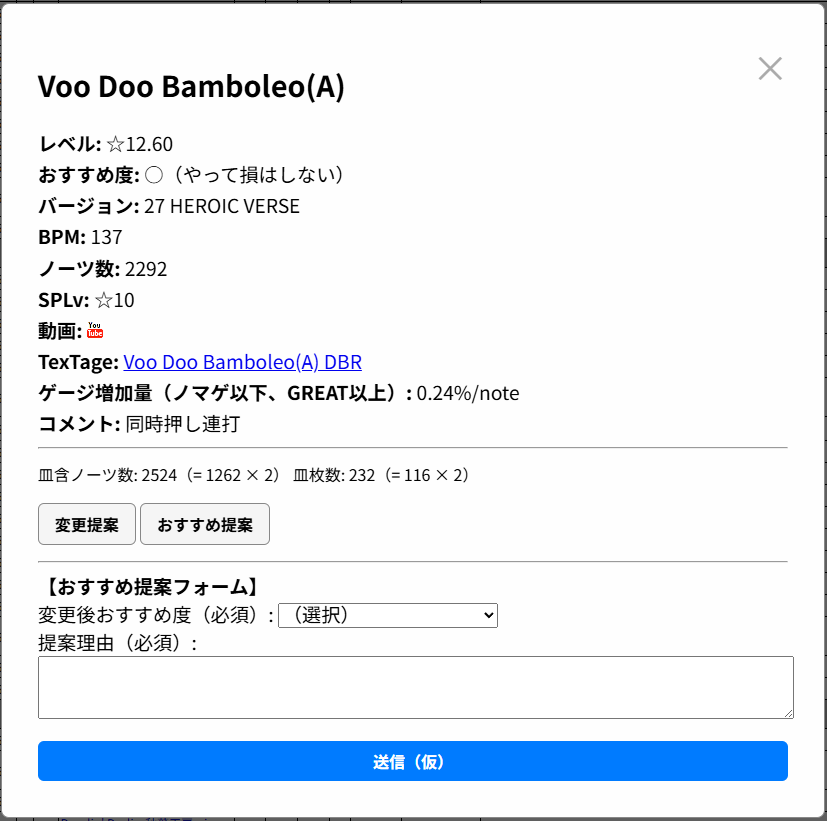 Voo Doo Bamboleo(A)
レベル: ☆12.60
おすすめ度: ○（やって損はしない）
バージョン: 27 HEROIC VERSE
BPM: 137
ノーツ数: 2292
SPLv: ☆10
動画: You Tube
TexTage: Voo Doo Bamboleo(A) DBR
ゲージ増加量（ノマゲ以下、GREAT以上）: 0.24%/note
コメント: 同時押し連打
皿含ノーツ数: 2524（= 1262 × 2） 皿枚数: 232（= 116 × 2）
変更提案 おすすめ提案
【おすすめ提案フォーム】
変更後おすすめ度（必須）: （選択）
提案理由（必須）:
送信（仮）